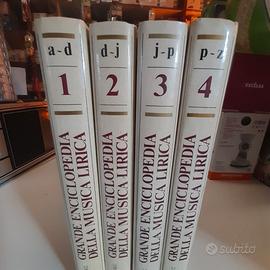 a-d
1
GRANDE ENCICLOPEDIA
DELLA MUSICA LIRICA
d-j
2
GRANDE ENCICLOPEDIA
DELLA MUSICA LIRICA
j-p
3
GRANDE ENCICLOPEDIA
DELLA MUSICA LIRICA
p-z
4
GRANDE ENCICLOPEDIA
DELLA MUSICA LIRICA
subito